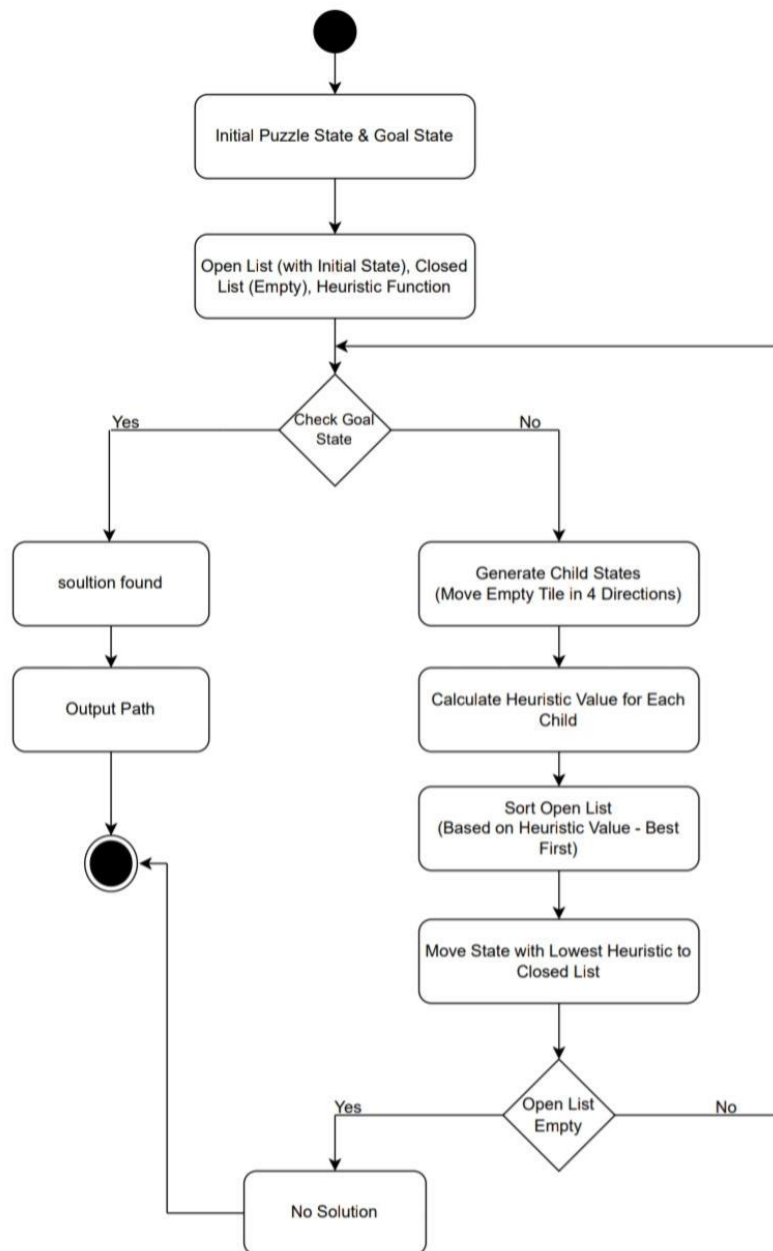 Initial Puzzle State & Goal State
Open List (with Initial State), Closed
List (Empty), Heuristic Function
Check Goal
State
Yes
No
soultion found
Generate Child States
(Move Empty Tile in 4 Directions)
Output Path
Calculate Heuristic Value for Each
Child
Sort Open List
(Based on Heuristic Value - Best
First)
Move State with Lowest Heuristic to
Closed List
Open List
Empty
Yes
No
No Solution